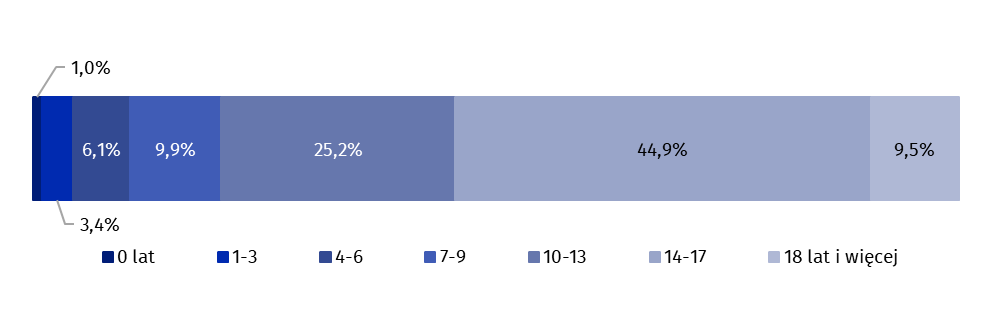 1,0%
6,1% 9,9% 25,2% 44,9% 9,5%
3,4%
0 lat 1-3 4-6 7-9 10-13 14-17 18 lat i więcej